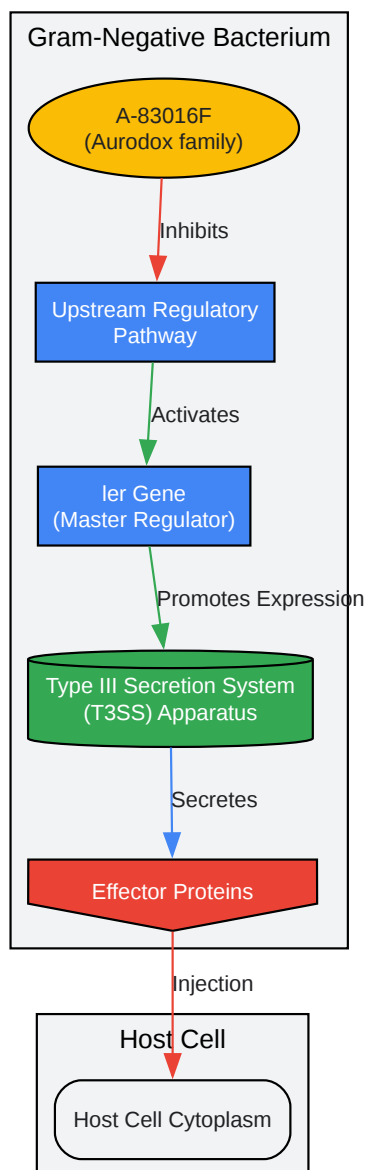 Gram-Negative Bacterium
A-83016F
(Aurodox family)
Inhibits
Upstream Regulatory
Pathway
Activates
ler Gene
(Master Regulator)
Promotes Expression
Type III Secretion System
(T3SS) Apparatus
Secretes
Effector Proteins
Injection
Host Cell
Host Cell Cytoplasm